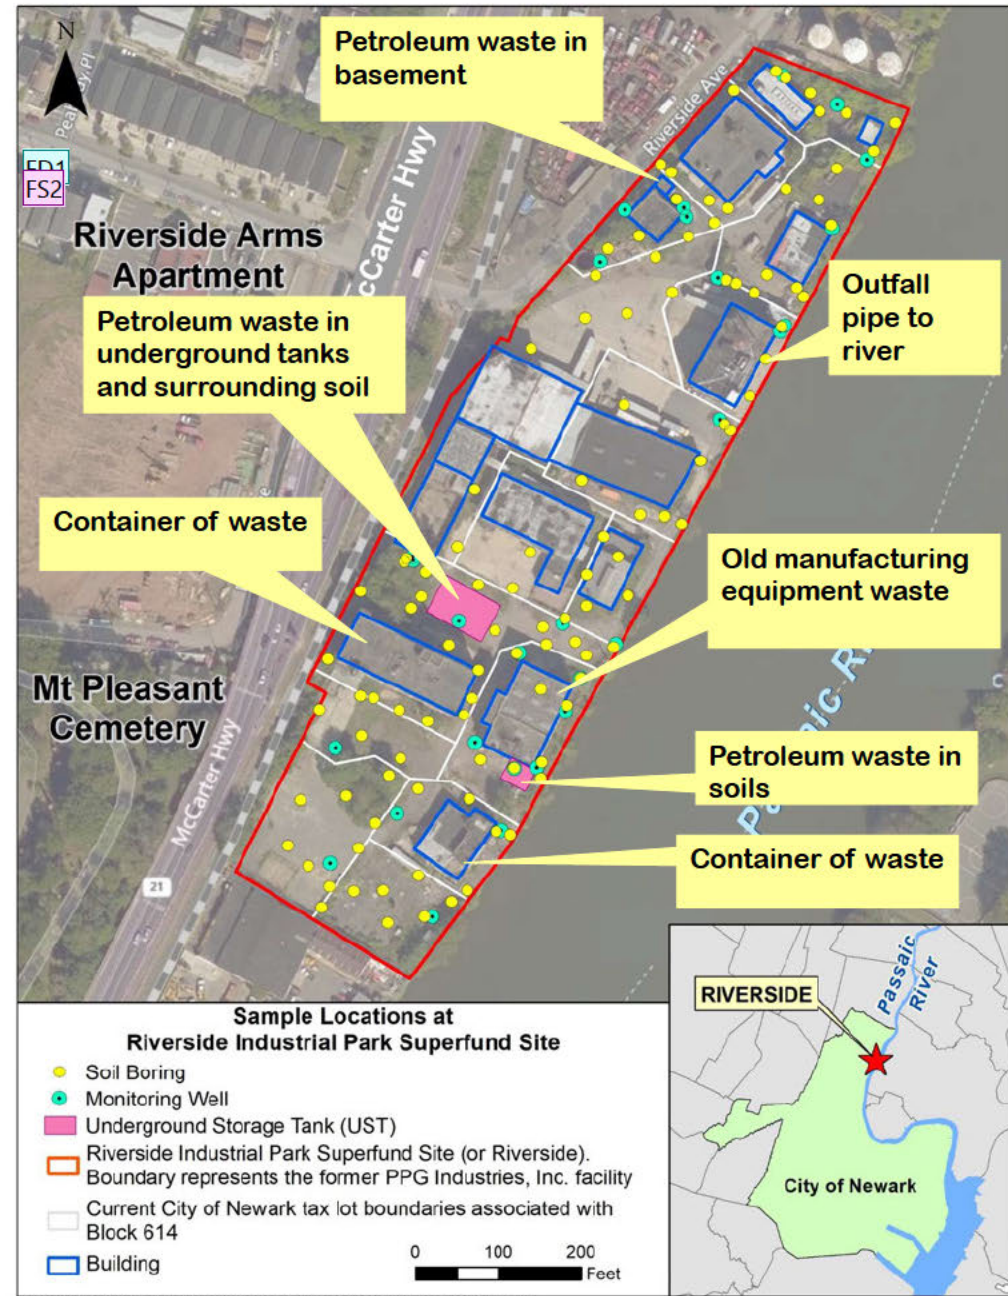 N
Petroleum waste in
basement
Riverside Ave
McCarter Hwy
FD1
FS2
Riverside Arms
Apartment
Petroleum waste in
underground tanks
and surrounding soil
Outfall
pipe to
river
Container of waste
Old manufacturing
equipment waste
Mt Pleasant
Cemetery
McCarter Hwy
Petroleum waste in
soils
Container of waste
21
Sample Locations at
Riverside Industrial Park Superfund Site
Soil Boring
Monitoring Well
Underground Storage Tank (UST)
Riverside Industrial Park Superfund Site (or Riverside).
Boundary represents the former PPG Industries, Inc. facility
Current City of Newark tax lot boundaries associated with
Block 614
Building
0 100 200
Feet
RIVERSIDE
Passaic
River
City of Newark